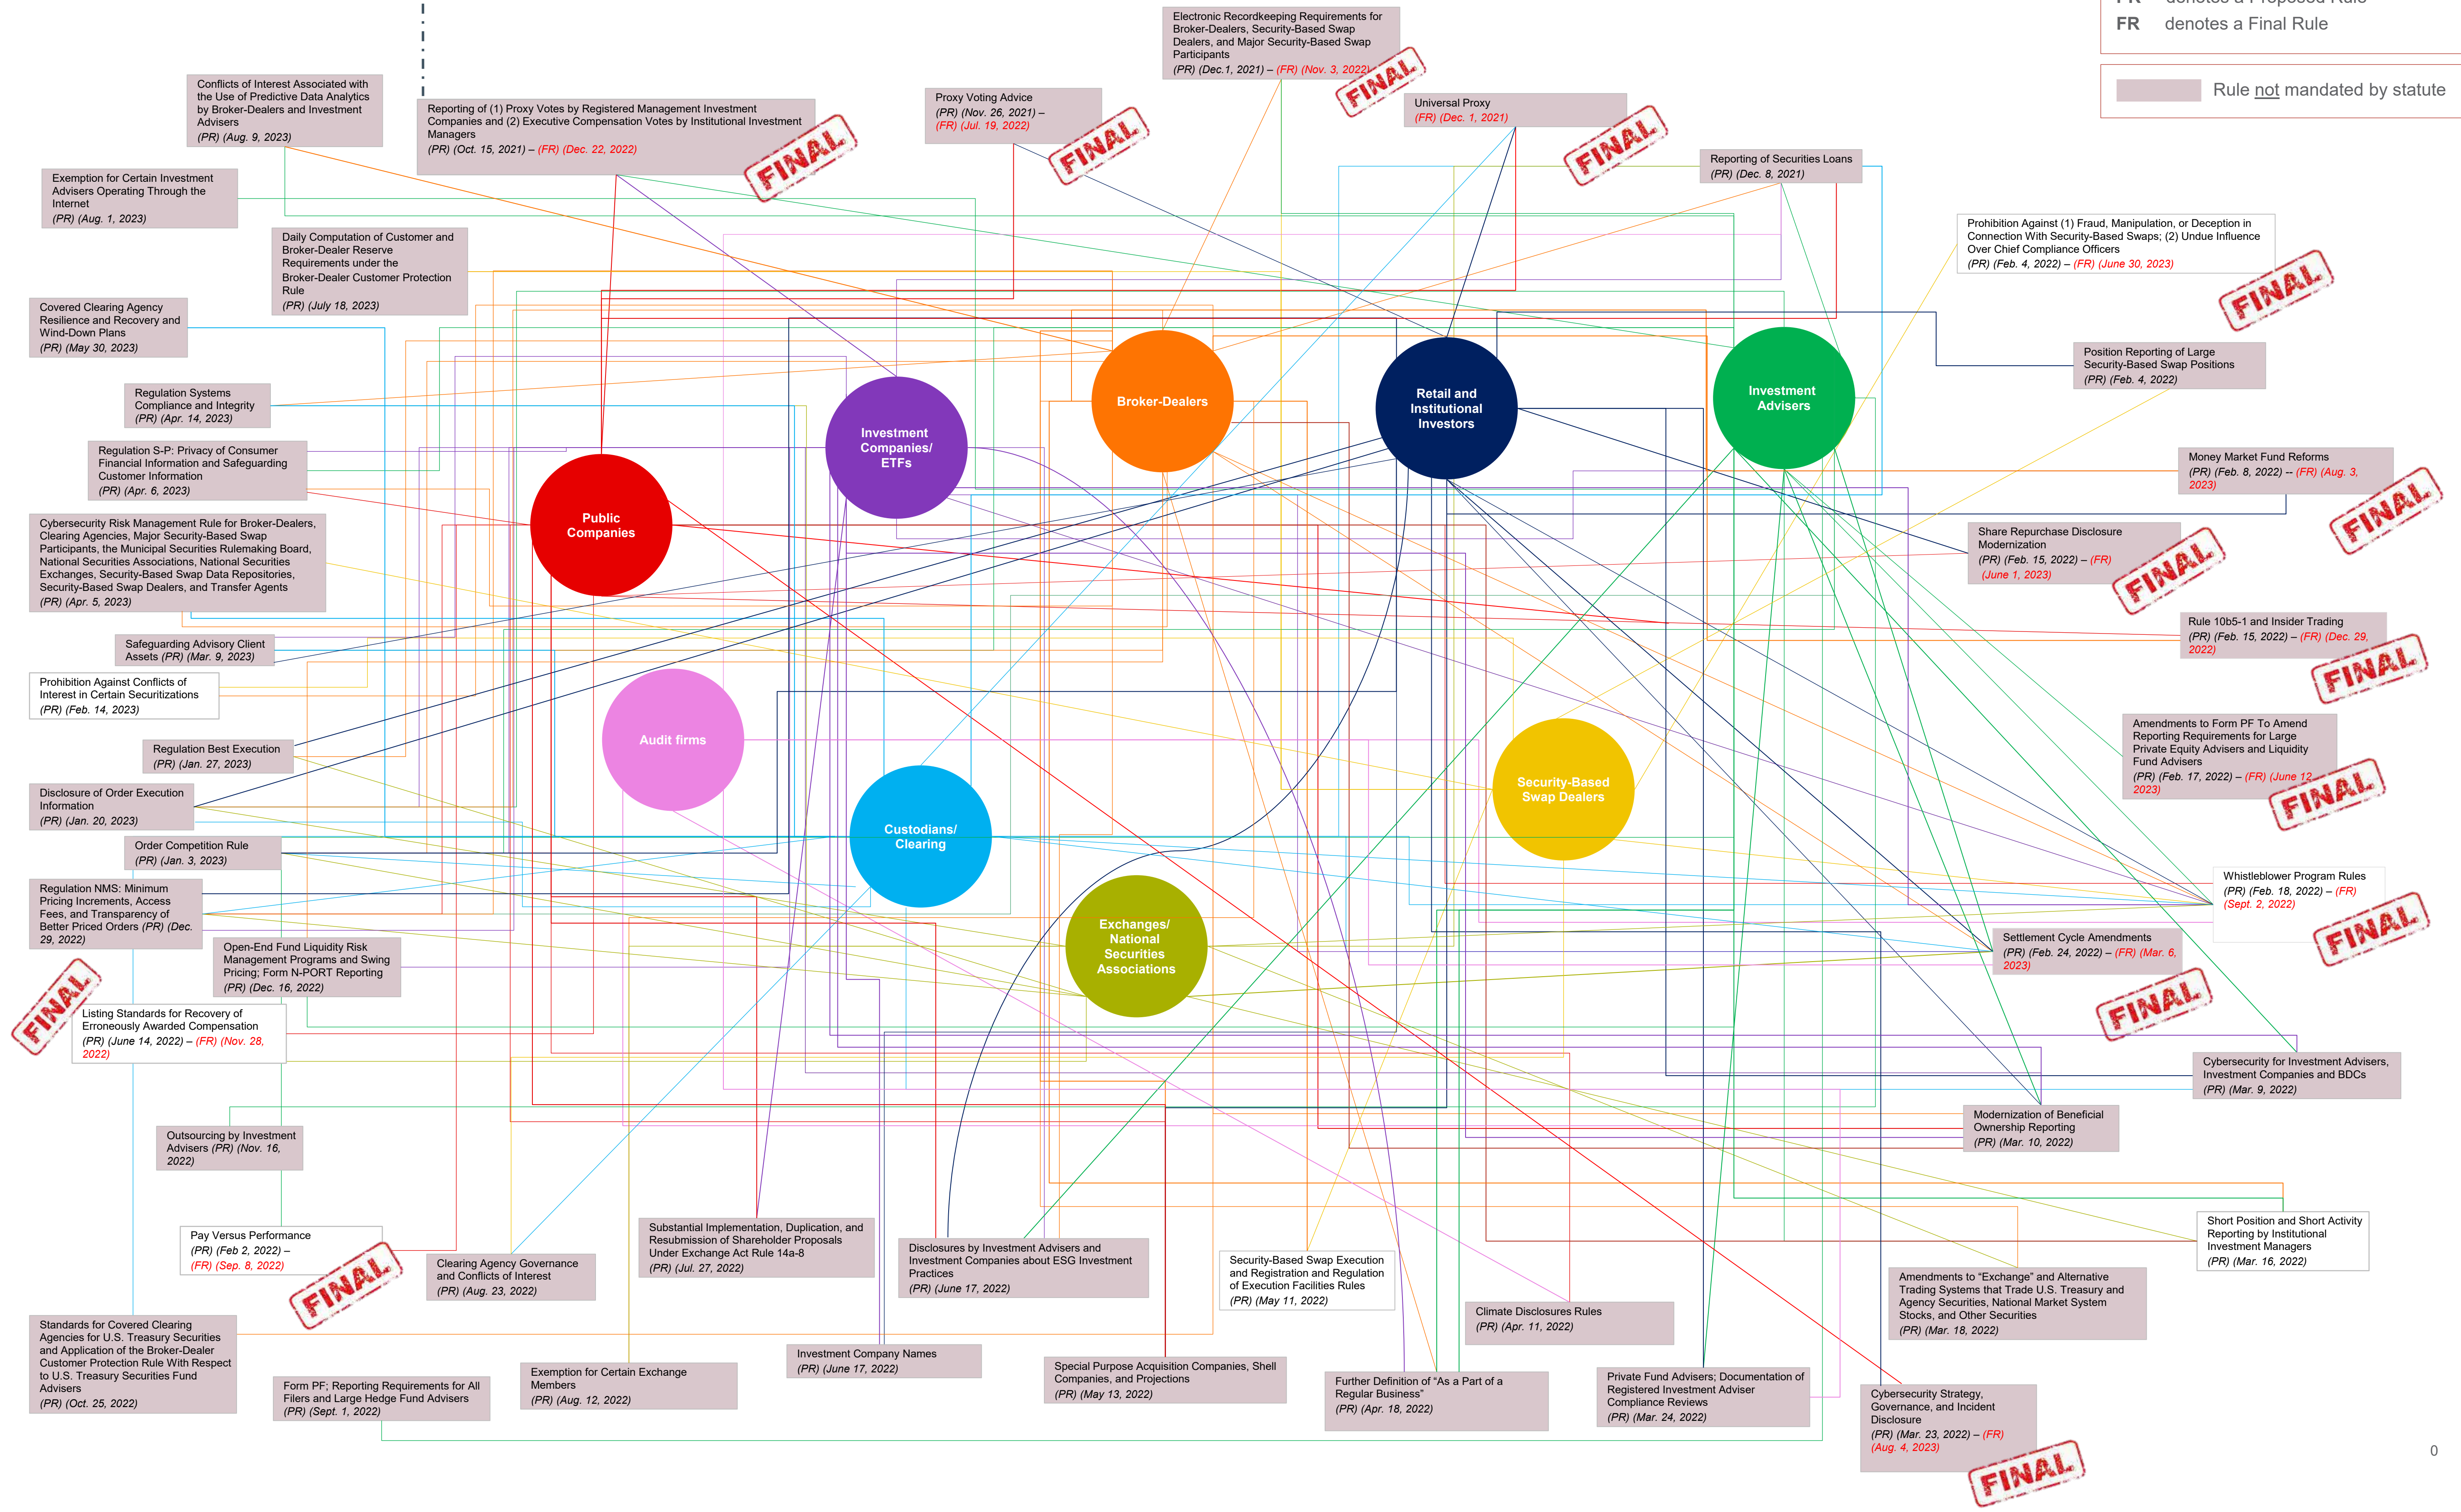 FR denotes a Proposed Rule
FR denotes a Final Rule
Rule not mandated by statute
Electronic Recordkeeping Requirements for
Broker-Dealers, Security-Based Swap
Dealers, and Major Security-Based Swap
Participants
(PR) (Dec.1, 2021) – (FR) (Nov. 3, 2022)
FINAL
Conflicts of Interest Associated with
the Use of Predictive Data Analytics
by Broker-Dealers and Investment
Advisers
(PR) (Aug. 9, 2023)
Reporting of (1) Proxy Votes by Registered Management Investment
Companies and (2) Executive Compensation Votes by Institutional Investment
Managers
(PR) (Oct. 15, 2021) – (FR) (Dec. 22, 2022)
FINAL
Proxy Voting Advice
(PR) (Nov. 26, 2021) –
(FR) (Jul. 19, 2022)
FINAL
Universal Proxy
(FR) (Dec. 1, 2021)
FINAL
Reporting of Securities Loans
(PR) (Dec. 8, 2021)
Exemption for Certain Investment
Advisers Operating Through the
Internet
(PR) (Aug. 1, 2023)
Prohibition Against (1) Fraud, Manipulation, or Deception in
Connection With Security-Based Swaps; (2) Undue Influence
Over Chief Compliance Officers
(PR) (Feb. 4, 2022) – (FR) (June 30, 2023)
FINAL
Daily Computation of Customer and
Broker-Dealer Reserve
Requirements under the
Broker-Dealer Customer Protection
Rule
(PR) (July 18, 2023)
Covered Clearing Agency
Resilience and Recovery and
Wind-Down Plans
(PR) (May 30, 2023)
Position Reporting of Large
Security-Based Swap Positions
(PR) (Feb. 4, 2022)
Regulation Systems
Compliance and Integrity
(PR) (Apr. 14, 2023)
Broker-Dealers
Retail and
Institutional
Investors
Investment
Advisers
Investment
Companies/
ETFs
Regulation S-P: Privacy of Consumer
Financial Information and Safeguarding
Customer Information
(PR) (Apr. 6, 2023)
Money Market Fund Reforms
(PR) (Feb. 8, 2022) -- (FR) (Aug. 3,
2023)
FINAL
Public
Companies
Cybersecurity Risk Management Rule for Broker-Dealers,
Clearing Agencies, Major Security-Based Swap
Participants, the Municipal Securities Rulemaking Board,
National Securities Associations, National Securities
Exchanges, Security-Based Swap Data Repositories,
Security-Based Swap Dealers, and Transfer Agents
(PR) (Apr. 5, 2023)
Share Repurchase Disclosure
Modernization
(PR) (Feb. 15, 2022) – (FR)
(June 1, 2023)
FINAL
Rule 10b5-1 and Insider Trading
(PR) (Feb. 15, 2022) – (FR) (Dec. 29,
2022)
FINAL
Safeguarding Advisory Client
Assets (PR) (Mar. 9, 2023)
Prohibition Against Conflicts of
Interest in Certain Securitizations
(PR) (Feb. 14, 2023)
Audit firms
Security-Based
Swap Dealers
Amendments to Form PF To Amend
Reporting Requirements for Large
Private Equity Advisers and Liquidity
Fund Advisers
(PR) (Feb. 17, 2022) – (FR) (June 12,
2023)
FINAL
Regulation Best Execution
(PR) (Jan. 27, 2023)
Disclosure of Order Execution
Information
(PR) (Jan. 20, 2023)
Custodians/
Clearing
Order Competition Rule
(PR) (Jan. 3, 2023)
Regulation NMS: Minimum
Pricing Increments, Access
Fees, and Transparency of
Better Priced Orders (PR) (Dec.
29, 2022)
Whistleblower Program Rules
(PR) (Feb. 18, 2022) – (FR)
(Sept. 2, 2022)
FINAL
Exchanges/
National
Securities
Associations
Settlement Cycle Amendments
(PR) (Feb. 24, 2022) – (FR) (Mar. 6,
2023)
FINAL
Open-End Fund Liquidity Risk
Management Programs and Swing
Pricing; Form N-PORT Reporting
(PR) (Dec. 16, 2022)
FINAL
Listing Standards for Recovery of
Erroneously Awarded Compensation
(PR) (June 14, 2022) – (FR) (Nov. 28,
2022)
Cybersecurity for Investment Advisers,
Investment Companies and BDCs
(PR) (Mar. 9, 2022)
Modernization of Beneficial
Ownership Reporting
(PR) (Mar. 10, 2022)
Outsourcing by Investment
Advisers (PR) (Nov. 16,
2022)
Pay Versus Performance
(PR) (Feb 2, 2022) –
(FR) (Sep. 8, 2022)
FINAL
Clearing Agency Governance
and Conflicts of Interest
(PR) (Aug. 23, 2022)
Substantial Implementation, Duplication, and
Resubmission of Shareholder Proposals
Under Exchange Act Rule 14a-8
(PR) (Jul. 27, 2022)
Disclosures by Investment Advisers and
Investment Companies about ESG Investment
Practices
(PR) (June 17, 2022)
Security-Based Swap Execution
and Registration and Regulation
of Execution Facilities Rules
(PR) (May 11, 2022)
Short Position and Short Activity
Reporting by Institutional
Investment Managers
(PR) (Mar. 16, 2022)
Climate Disclosures Rules
(PR) (Apr. 11, 2022)
Amendments to “Exchange” and Alternative
Trading Systems that Trade U.S. Treasury and
Agency Securities, National Market System
Stocks, and Other Securities
(PR) (Mar. 18, 2022)
Standards for Covered Clearing
Agencies for U.S. Treasury Securities
and Application of the Broker-Dealer
Customer Protection Rule With Respect
to U.S. Treasury Securities Fund
Advisers
(PR) (Oct. 25, 2022)
Form PF; Reporting Requirements for All
Filers and Large Hedge Fund Advisers
(PR) (Sept. 1, 2022)
Exemption for Certain Exchange
Members
(PR) (Aug. 12, 2022)
Investment Company Names
(PR) (June 17, 2022)
Special Purpose Acquisition Companies, Shell
Companies, and Projections
(PR) (May 13, 2022)
Further Definition of “As a Part of a
Regular Business”
(PR) (Apr. 18, 2022)
Private Fund Advisers; Documentation of
Registered Investment Adviser
Compliance Reviews
(PR) (Mar. 24, 2022)
Cybersecurity Strategy,
Governance, and Incident
Disclosure
(PR) (Mar. 23, 2022) – (FR)
(Aug. 4, 2023)
FINAL
0